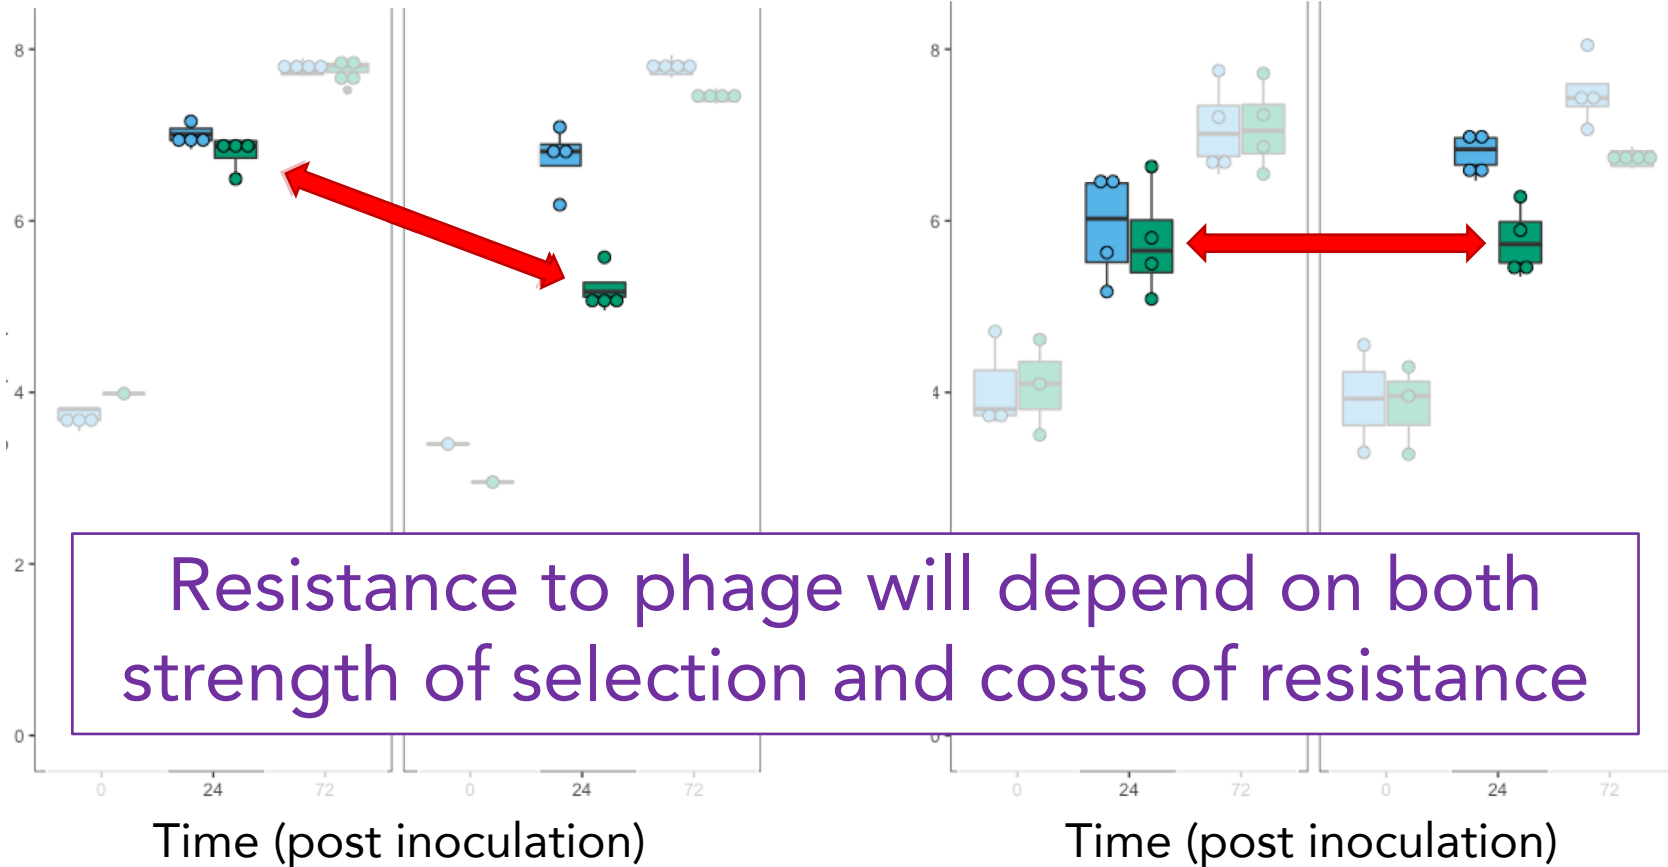 8
6
4
2
0
8
6
4
Resistance to phage will depend on both
strength of selection and costs of resistance
0 24 72 0 24 72
0 24 72 0 24 72
Time (post inoculation)
Time (post inoculation)